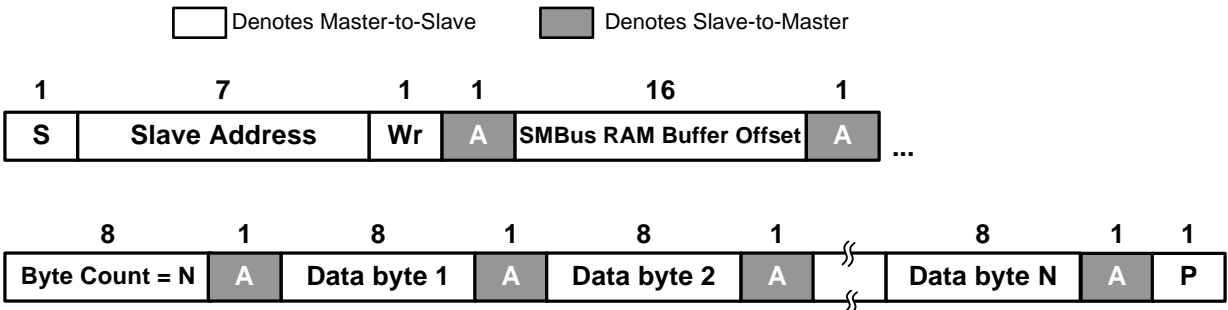 Denotes Master-to-Slave Denotes Slave-to-Master
1 7 1 1 16 1
S Slave Address Wr A SMBus RAM Buffer Offset A ...
8 1 8 1 8 1 8 1 1
Byte Count = N A Data byte 1 A Data byte 2 A Data byte N A P